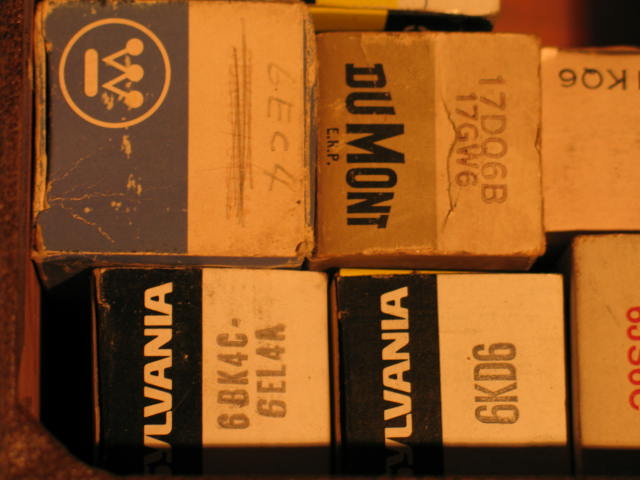 6EC4
DUMONT
E.K.P.
17DQ6B
17GW6
KQ6
SYLVANIA
6BK4C-
6EL4A
SYLVANIA
6KD6